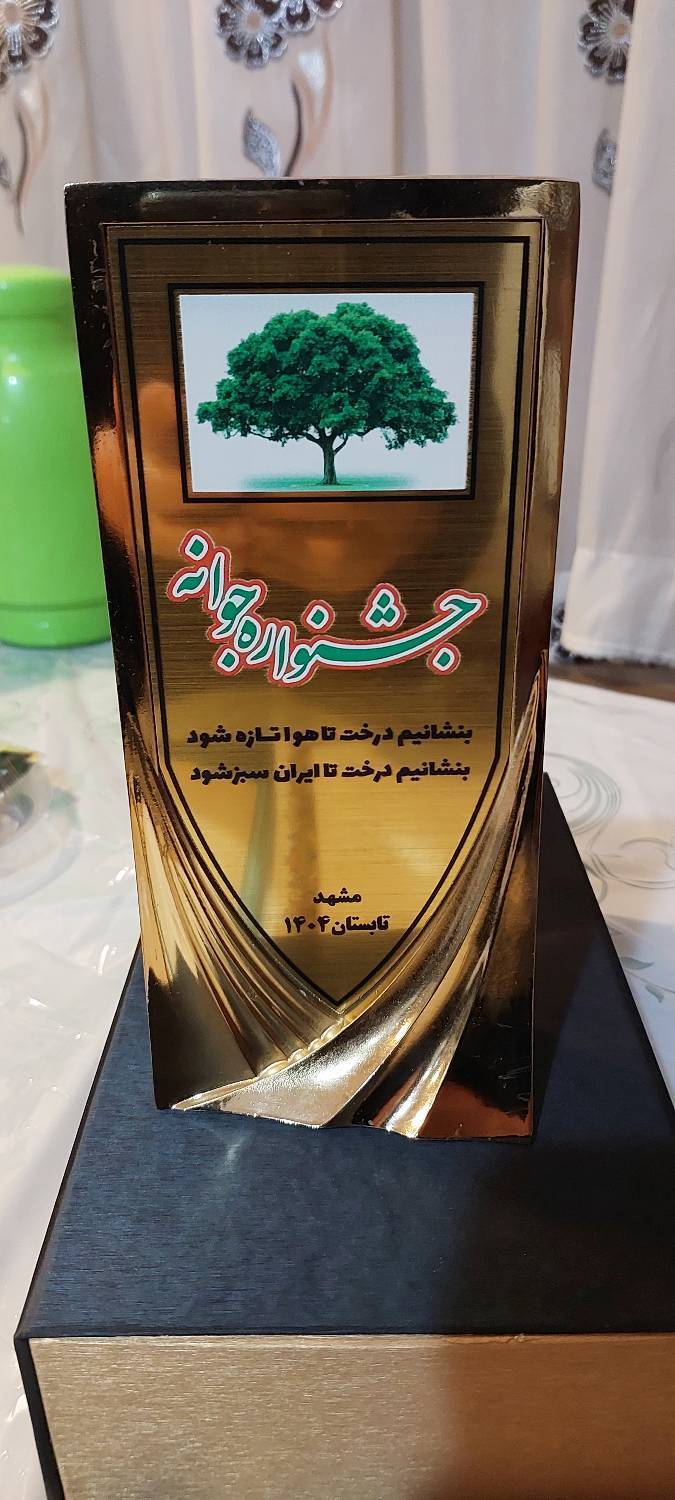 جشنواره جوانه
بنشانیم درخت تا هوا تازه شود
بنشانیم درخت تا ایران سبز شود
مشهد
تابستان ۱۴۰۴